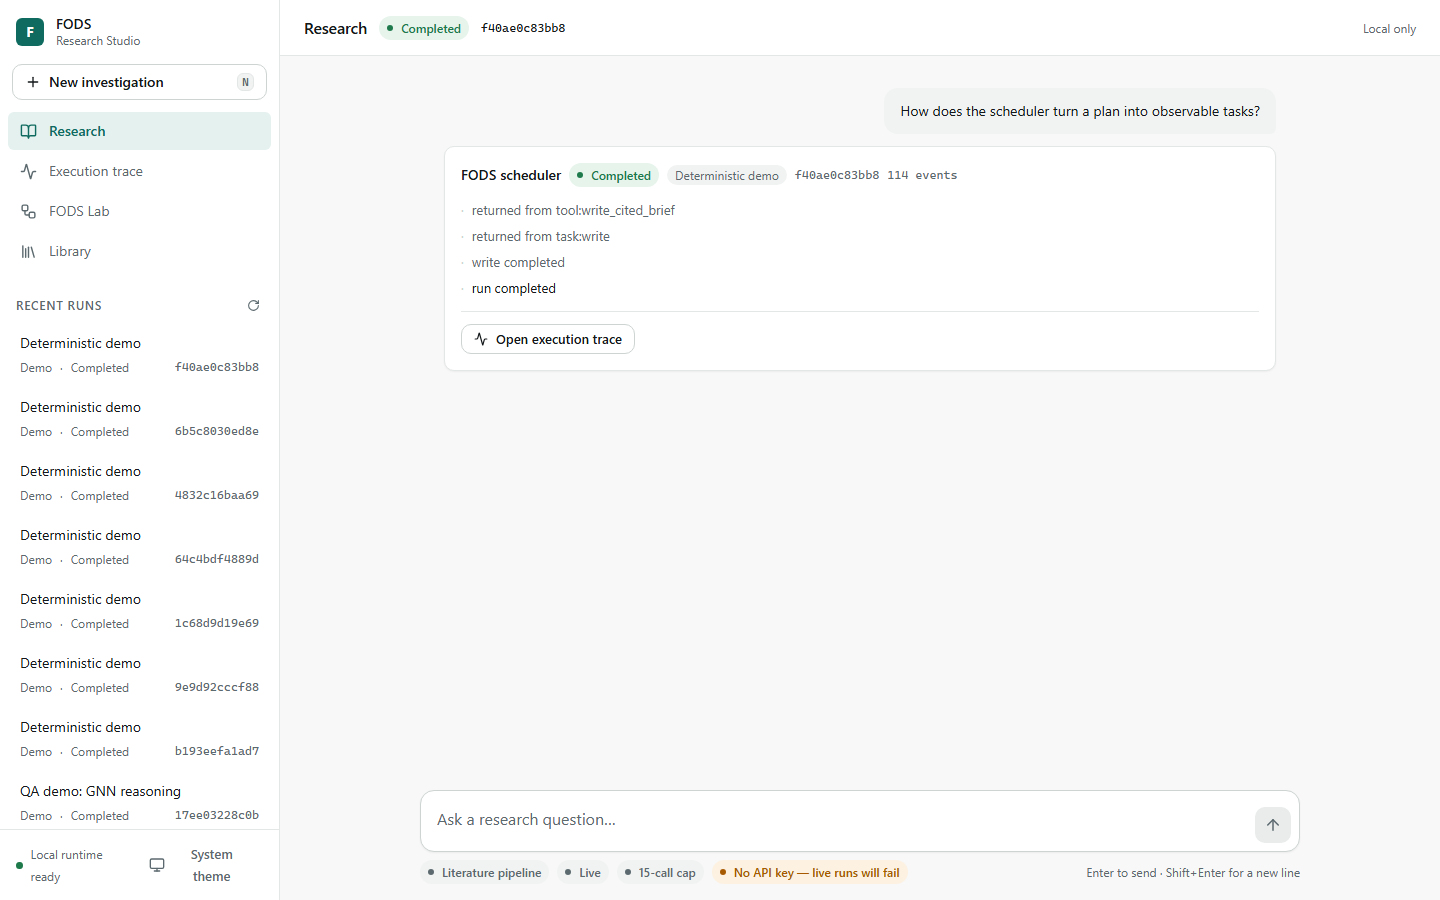 F
FODS
Research Studio
New investigation N
Research
Execution trace
FODS Lab
Library
RECENT RUNS
Deterministic demo
Demo · Completed f40ae0c83bb8
Deterministic demo
Demo · Completed 6b5c8030ed8e
Deterministic demo
Demo · Completed 4832c16baa69
Deterministic demo
Demo · Completed 64c4bdf4889d
Deterministic demo
Demo · Completed 1c68d9d19e69
Deterministic demo
Demo · Completed 9e9d92cccf88
Deterministic demo
Demo · Completed b193eefa1ad7
QA demo: GNN reasoning
Demo · Completed 17ee03228c0b
Local runtime
ready
System
theme
Research Completed f40ae0c83bb8 Local only
How does the scheduler turn a plan into observable tasks?
FODS scheduler Completed Deterministic demo f40ae0c83bb8 114 events
· returned from tool:write_cited_brief
· returned from task:write
· write completed
· run completed
Open execution trace
Ask a research question...
Literature pipeline Live 15-call cap No API key — live runs will fail Enter to send · Shift+Enter for a new line